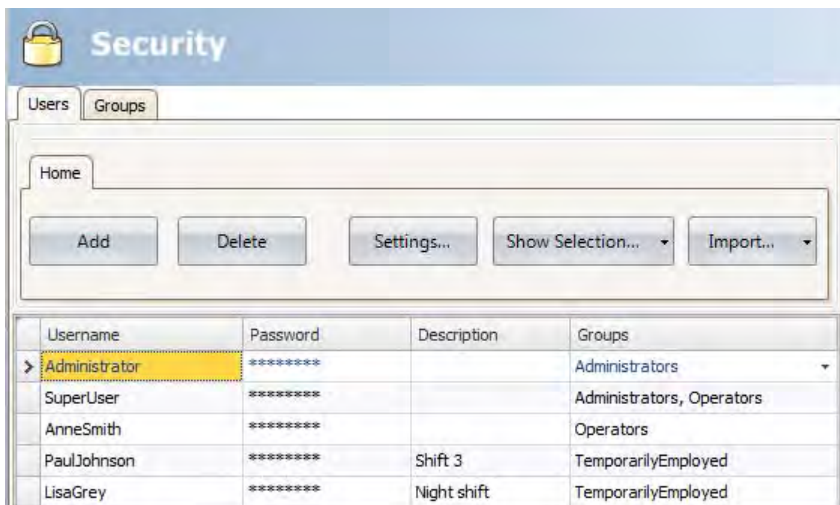 Security
Users Groups
Home
Add Delete Settings... Show Selection... Import...
Username Password Description Groups
Administrator ******** Administrators
SuperUser ******** Administrators, Operators
AnneSmith ******** Operators
PaulJohnson ******** Shift 3 TemporarilyEmployed
LisaGrey ******** Night shift TemporarilyEmployed